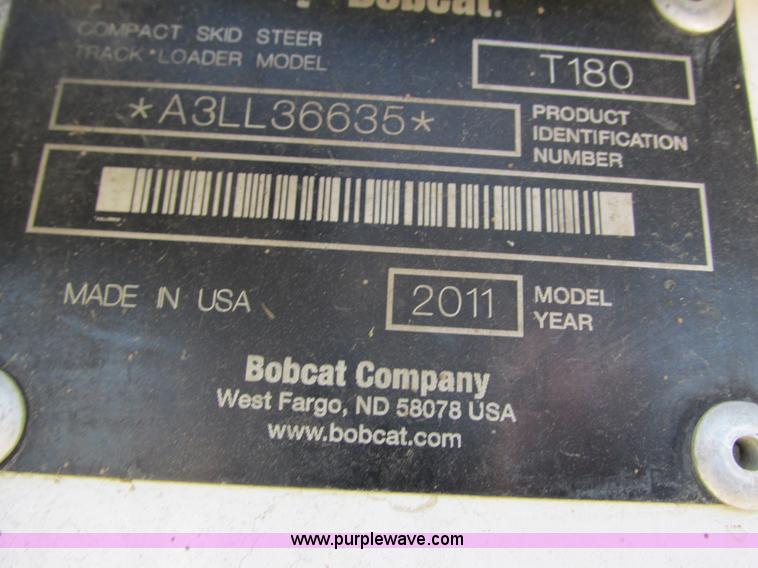 Bobcat.
COMPACT SKID STEER
TRACK LOADER MODEL
T180
*A3LL36635*
PRODUCT
IDENTIFICATION
NUMBER
MADE IN USA
2011
MODEL
YEAR
Bobcat Company
West Fargo, ND 58078 USA
www.bobcat.com
www.purplewave.com